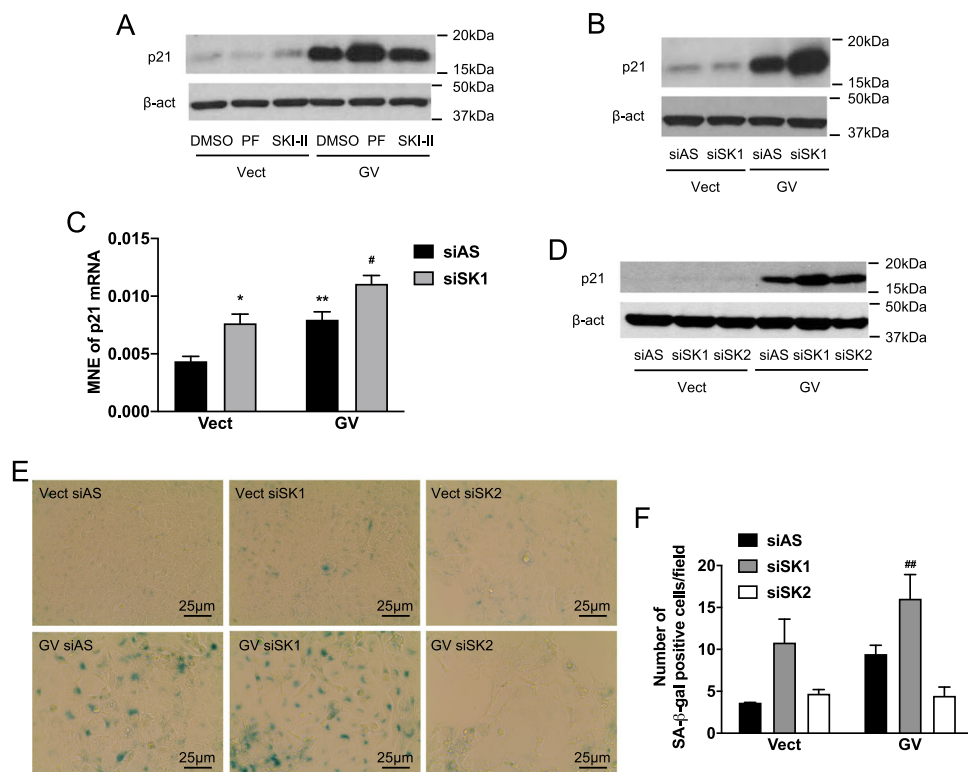 A
p21
20kDa
15kDa
β-act
50kDa
37kDa
DMSO PF SKI-II DMSO PF SKI-II
Vect GV
B
p21
20kDa
15kDa
β-act
50kDa
37kDa
siAS siSK1 siAS siSK1
Vect GV
C
MNE of p21 mRNA
0.015
0.010
0.005
0.000
* ** #
siAS
siSK1
Vect GV
D
p21
20kDa
15kDa
β-act
50kDa
37kDa
siAS siSK1 siSK2 siAS siSK1 siSK2
Vect GV
E
Vect siAS
25µm
Vect siSK1
25µm
Vect siSK2
25µm
GV siAS
25µm
GV siSK1
25µm
GV siSK2
25µm
F
Number of
SA-β-gal positive cells/field
20
15
10
5
0
siAS
siSK1
siSK2
##
Vect GV